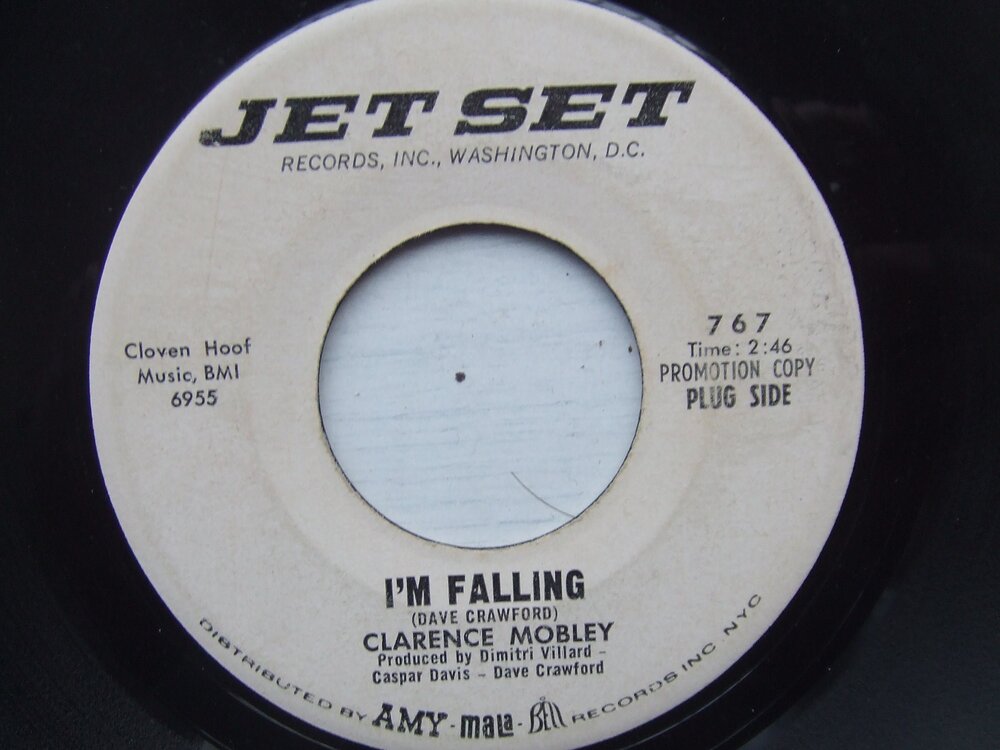 JET SET
RECORDS, INC., WASHINGTON, D.C.
Cloven Hoof
Music, BMI
6955
767
Time: 2:46
PROMOTION COPY
PLUG SIDE
I'M FALLING
(DAVE CRAWFORD)
CLARENCE MOBLEY
Produced by Dimitri Villard -
Caspar Davis - Dave Crawford
DISTRIBUTED BY AMY - mala - BELL RECORDS INC. NYC